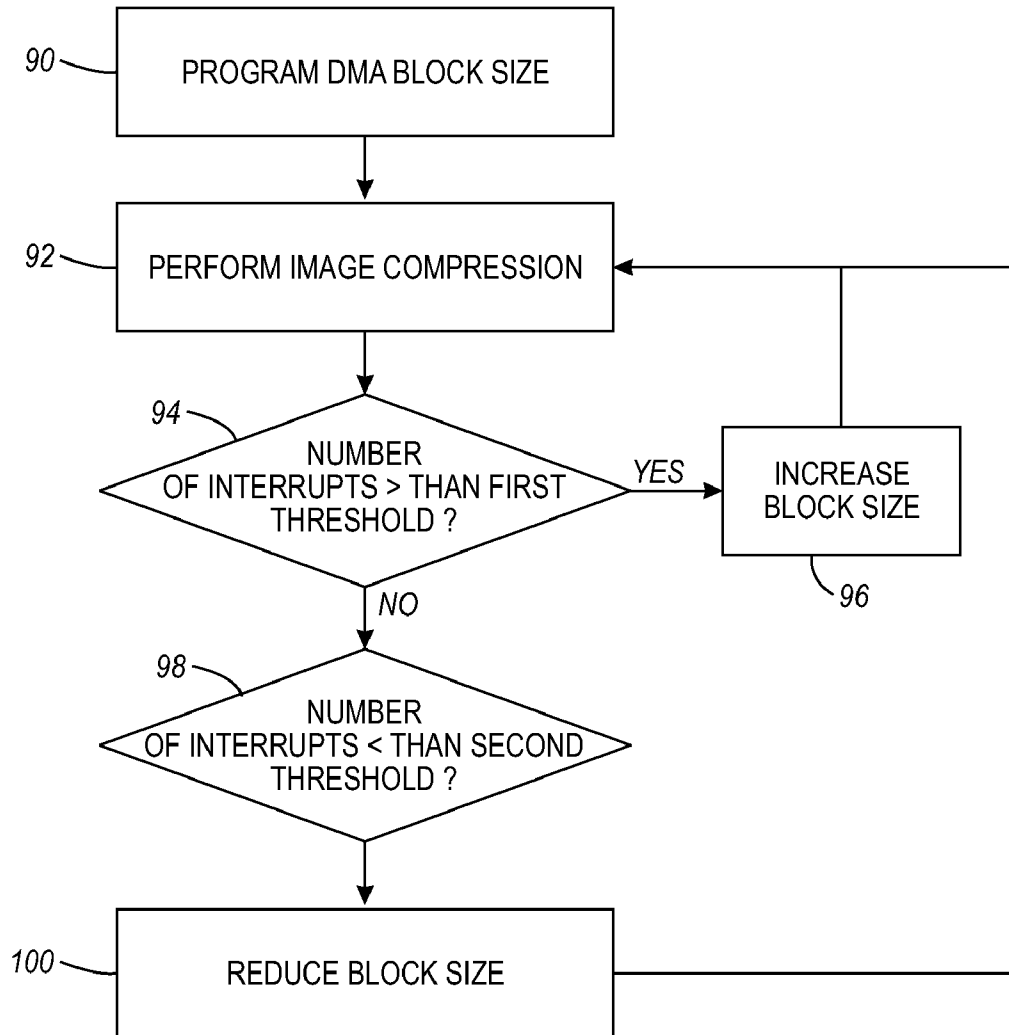 90
PROGRAM DMA BLOCK SIZE
92
PERFORM IMAGE COMPRESSION
94
NUMBER
OF INTERRUPTS > THAN FIRST
THRESHOLD ?
YES
INCREASE
BLOCK SIZE
96
NO
98
NUMBER
OF INTERRUPTS < THAN SECOND
THRESHOLD ?
100
REDUCE BLOCK SIZE